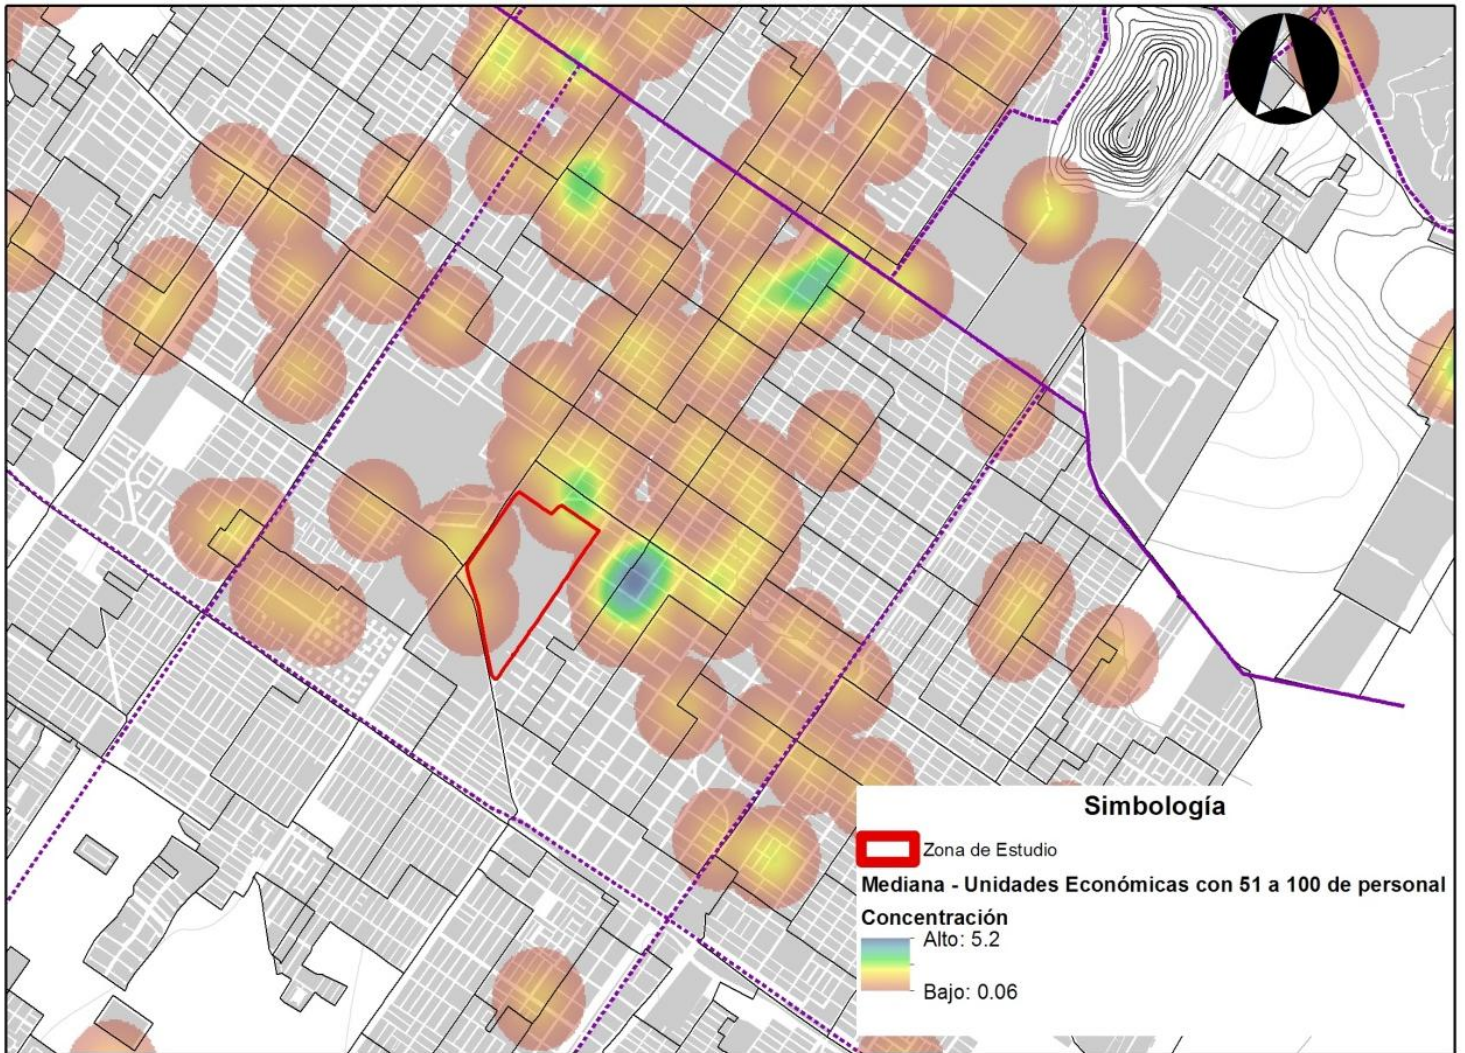 Simbología
Zona de Estudio
Mediana - Unidades Económicas con 51 a 100 de personal
Concentración
Alto: 5.2
Bajo: 0.06